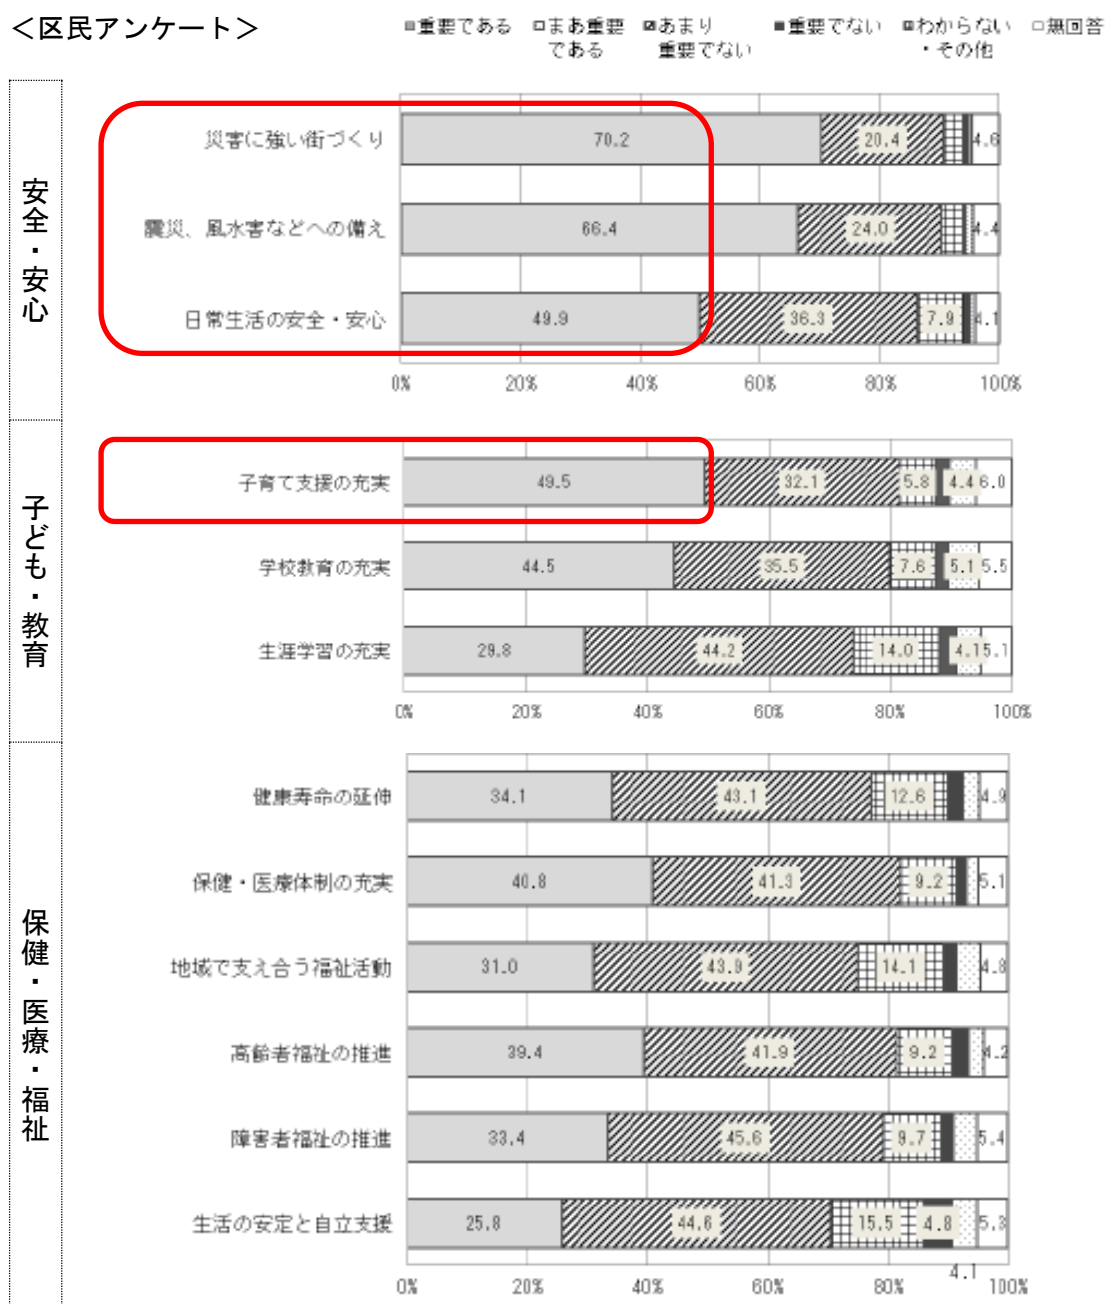 ＜区民アンケート＞
重要である
まあ重要
である
あまり
重要でない
重要でない
わからない
・その他
無回答
安全・安心
災害に強い街づくり 70.2 20.4 4.6
震災、風水害などへの備え 66.4 24.0 4.4
日常生活の安全・安心 49.9 36.3 7.9 4.1
0% 20% 40% 60% 80% 100%
子ども・教育
子育て支援の充実 49.5 32.1 5.8 4.4 6.0
学校教育の充実 44.5 35.5 7.6 5.1 5.5
生涯学習の充実 29.8 44.2 14.0 4.1 5.1
0% 20% 40% 60% 80% 100%
保健・医療・福祉
健康寿命の延伸 34.1 43.1 12.6 4.9
保健・医療体制の充実 40.8 41.3 9.2 5.1
地域で支え合う福祉活動 31.0 43.9 14.1 4.8
高齢者福祉の推進 39.4 41.9 9.2 4.2
障害者福祉の推進 33.4 45.6 9.7 5.4
生活の安定と自立支援 25.8 44.6 15.5 4.8 5.3
4.1
0% 20% 40% 60% 80% 100%